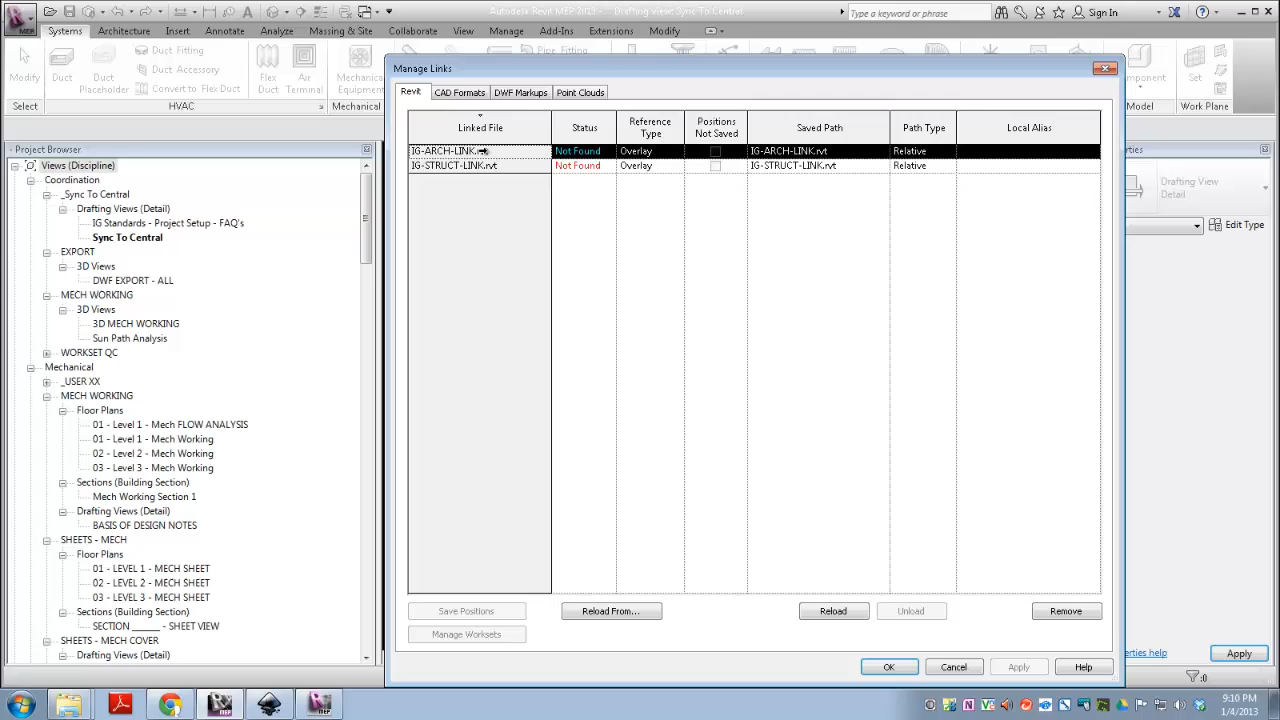 Autodesk Revit MEP 2013 - Drafting View: Sync To Central
Type a keyword or phrase
Sign In
Systems Architecture Insert Annotate Analyze Massing & Site Collaborate View Manage Add-Ins Extensions Modify
Modify
Duct
Duct Placeholder
Duct Fitting
Duct Accessory
Convert to Flex Duct
Flex Duct
Air Terminal
Mechanical Equipment
Pipe Fitting
Set
Select
HVAC
Mechanical
Model
Work Plane
Project Browser
Views (Discipline)
Coordination
_Sync To Central
Drafting Views (Detail)
IG Standards - Project Setup - FAQ's
Sync To Central
EXPORT
3D Views
DWF EXPORT - ALL
MECH WORKING
3D Views
3D MECH WORKING
Sun Path Analysis
WORKSET QC
Mechanical
_USER XX
MECH WORKING
Floor Plans
01 - Level 1 - Mech FLOW ANALYSIS
01 - Level 1 - Mech Working
02 - Level 2 - Mech Working
03 - Level 3 - Mech Working
Sections (Building Section)
Mech Working Section 1
Drafting Views (Detail)
BASIS OF DESIGN NOTES
SHEETS - MECH
Floor Plans
01 - LEVEL 1 - MECH SHEET
02 - LEVEL 2 - MECH SHEET
03 - LEVEL 3 - MECH SHEET
Sections (Building Section)
SECTION ______ - SHEET VIEW
SHEETS - MECH COVER
Drafting Views (Detail)
Manage Links
Revit CAD Formats DWF Markups Point Clouds
Linked File Status Reference Type Positions Not Saved Saved Path Path Type Local Alias
IG-ARCH-LINK.r Not Found Overlay IG-ARCH-LINK.rvt Relative
IG-STRUCT-LINK.rvt Not Found Overlay IG-STRUCT-LINK.rvt Relative
Save Positions Reload From... Reload Unload Remove
Manage Worksets
OK Cancel Apply Help
Drafting View
Detail
Edit Type
Apply
:0
9:10 PM
1/4/2013